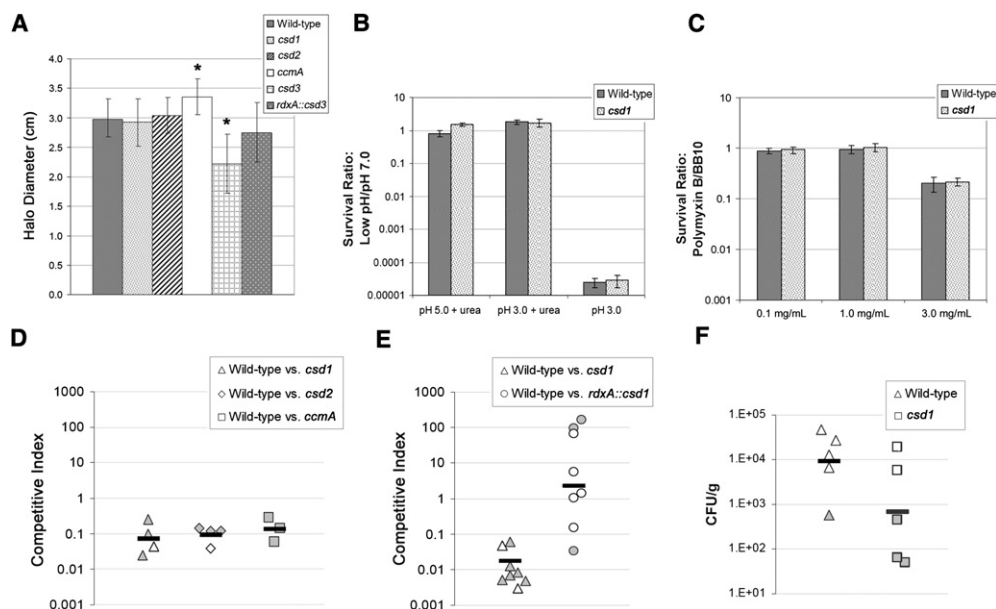 A
Wild-type
csd1
csd2
ccmA
csd3
rdxA::csd3
Halo Diameter (cm)
4.0
3.5
3.0
2.5
2.0
1.5
1.0
0.5
0.0
*
*
B
Wild-type
csd1
Survival Ratio:
Low pH/pH 7.0
10
1
0.1
0.01
0.001
0.0001
0.00001
pH 5.0 + urea
pH 3.0 + urea
pH 3.0
C
Wild-type
csd1
Survival Ratio:
Polymyxin B/BB10
10
1
0.1
0.01
0.001
0.1 mg/mL
1.0 mg/mL
3.0 mg/mL
D
Wild-type vs. csd1
Wild-type vs. csd2
Wild-type vs. ccmA
Competitive Index
1000
100
10
1
0.1
0.01
0.001
E
Wild-type vs. csd1
Wild-type vs. rdxA::csd1
Competitive Index
1000
100
10
1
0.1
0.01
0.001
F
Wild-type
csd1
CFU/g
1.E+05
1.E+04
1.E+03
1.E+02
1.E+01